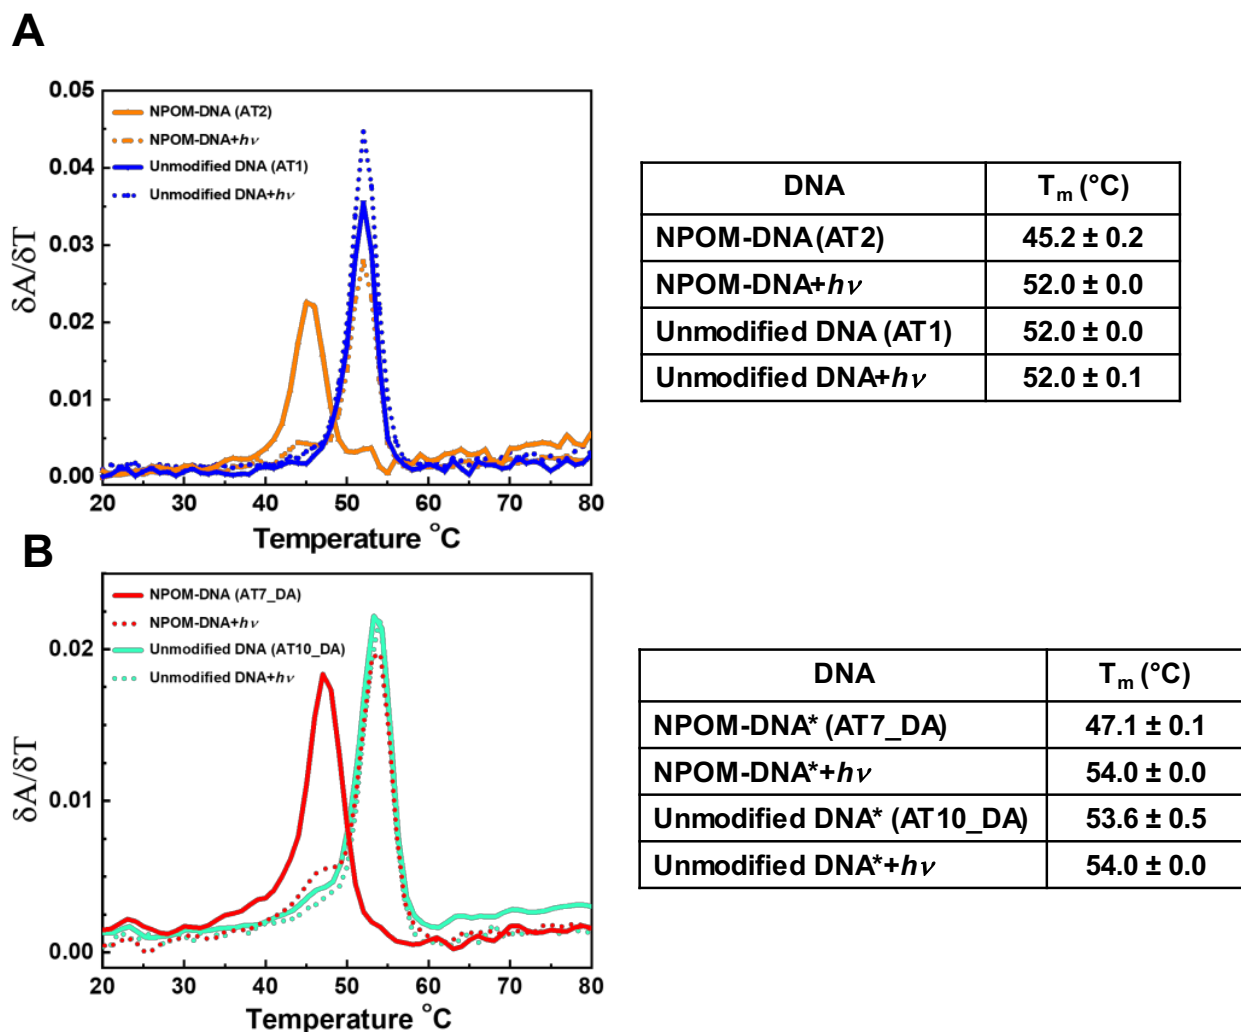 A
0.05
0.04
0.03
0.02
0.01
0.00
δA/δT
NPOM-DNA (AT2)
NPOM-DNA+hν
Unmodified DNA (AT1)
Unmodified DNA+hν
20 30 40 50 60 70 80
Temperature °C
DNA Tm (°C)
NPOM-DNA (AT2) 45.2 ± 0.2
NPOM-DNA+hν 52.0 ± 0.0
Unmodified DNA (AT1) 52.0 ± 0.0
Unmodified DNA+hν 52.0 ± 0.1
B
0.02
0.01
0.00
δA/δT
NPOM-DNA (AT7_DA)
NPOM-DNA+hν
Unmodified DNA (AT10_DA)
Unmodified DNA+hν
20 30 40 50 60 70 80
Temperature °C
DNA Tm (°C)
NPOM-DNA* (AT7_DA) 47.1 ± 0.1
NPOM-DNA*+hν 54.0 ± 0.0
Unmodified DNA* (AT10_DA) 53.6 ± 0.5
Unmodified DNA*+hν 54.0 ± 0.0